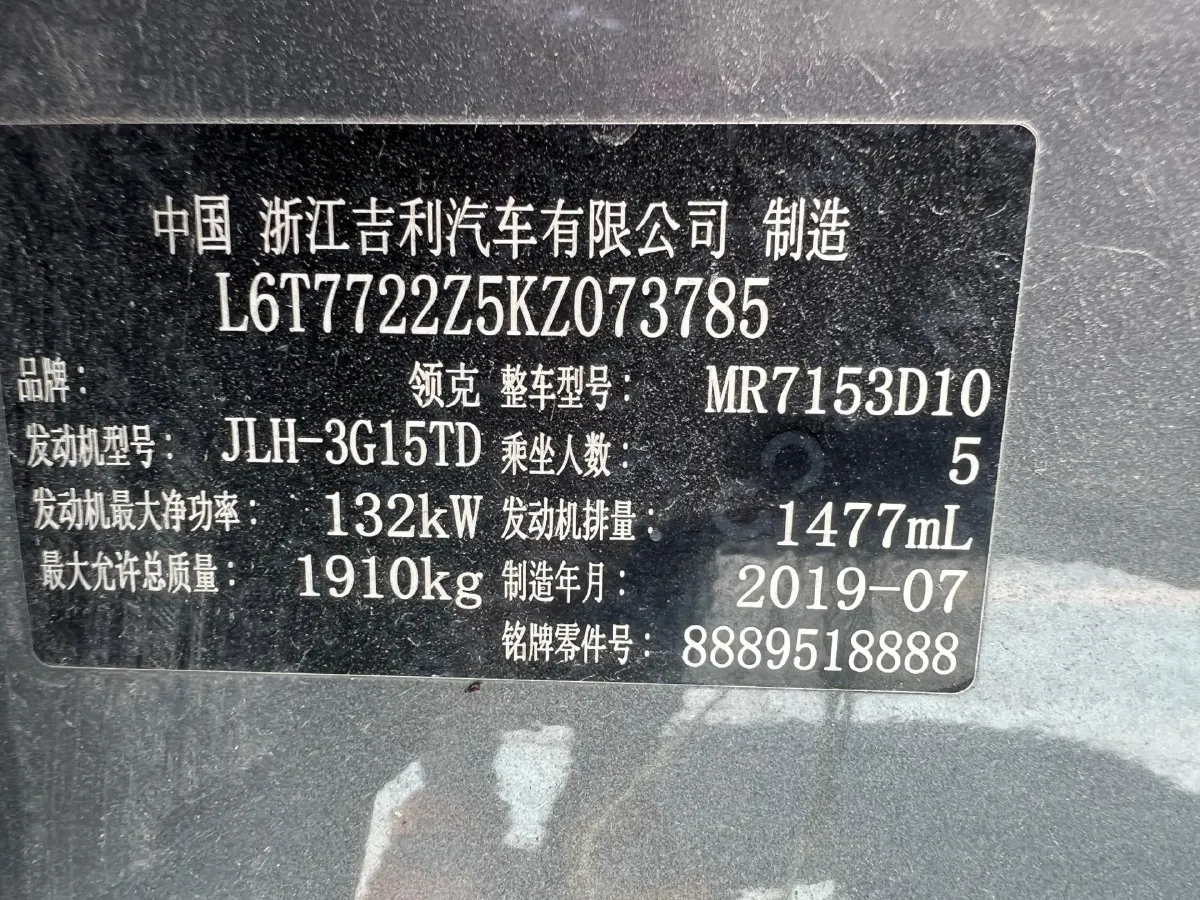 中国 浙江吉利汽车有限公司 制造
L6T7722Z5KZ073785
品牌： 领克 整车型号： MR7153D10
发动机型号： JLH-3G15TD 乘坐人数： 5
发动机最大净功率： 132kW 发动机排量： 1477mL
最大允许总质量： 1910kg 制造年月： 2019-07
铭牌零件号： 8889518888